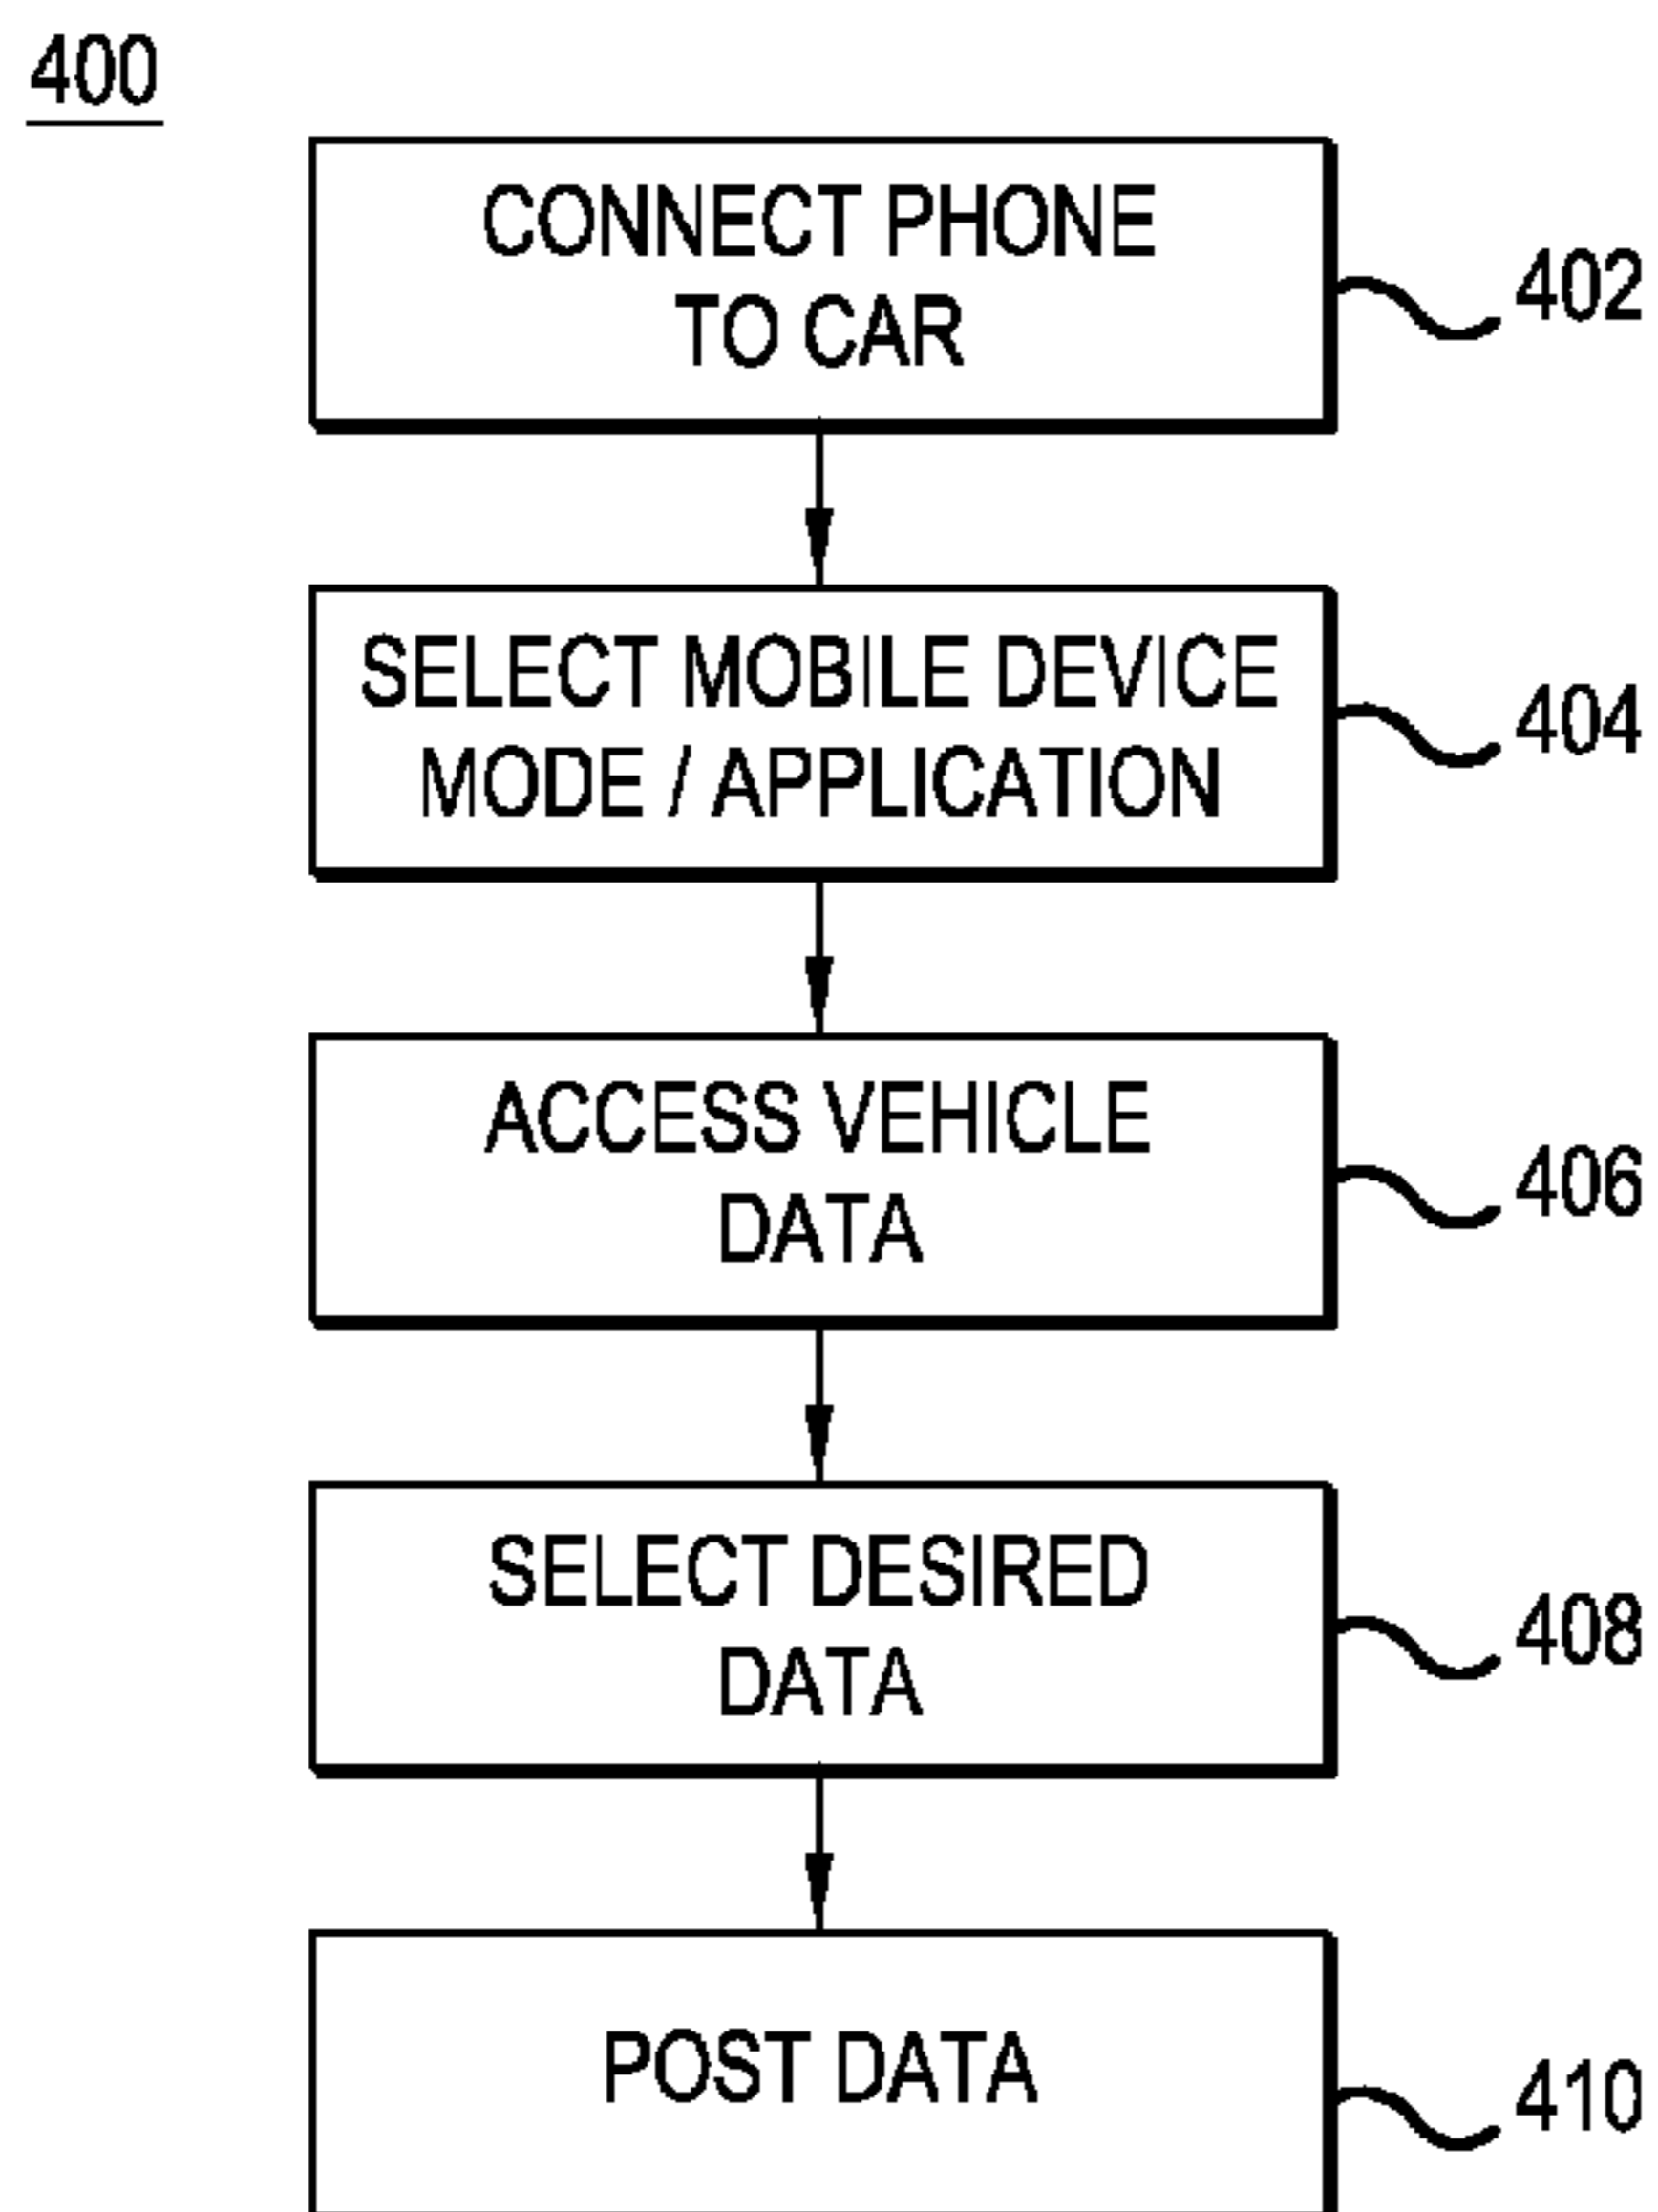 400
CONNECT PHONE
TO CAR
402
SELECT MOBILE DEVICE
MODE / APPLICATION
404
ACCESS VEHICLE
DATA
406
SELECT DESIRED
DATA
408
POST DATA
410